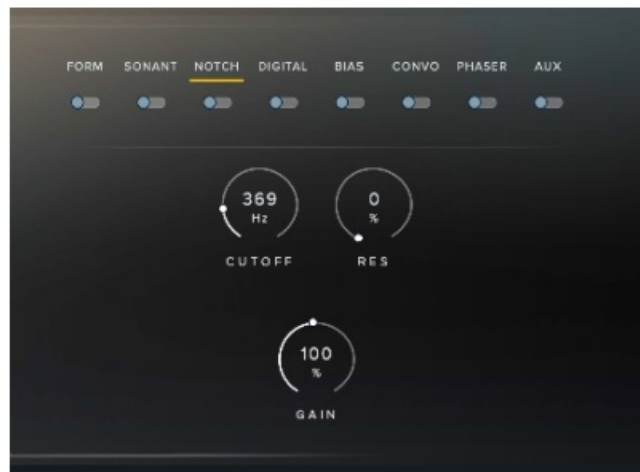 FORM SONANT NOTCH DIGITAL BIAS CONVO PHASER AUX
369 0
Hz %
CUTOFF RES
100
%
GAIN